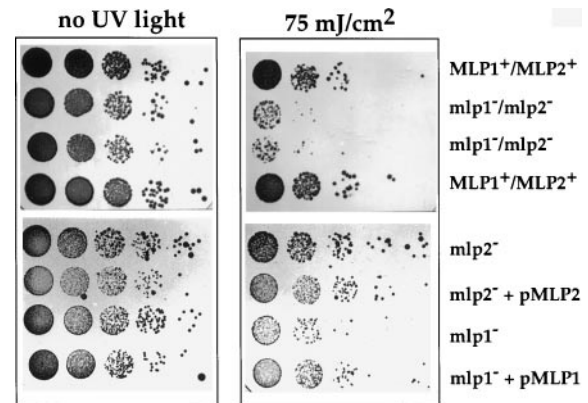 no UV light
75 mJ/cm²
MLP1⁺/MLP2⁺
mlp1⁻/mlp2⁻
mlp1⁻/mlp2⁻
MLP1⁺/MLP2⁺
mlp2⁻
mlp2⁻ + pMLP2
mlp1⁻
mlp1⁻ + pMLP1